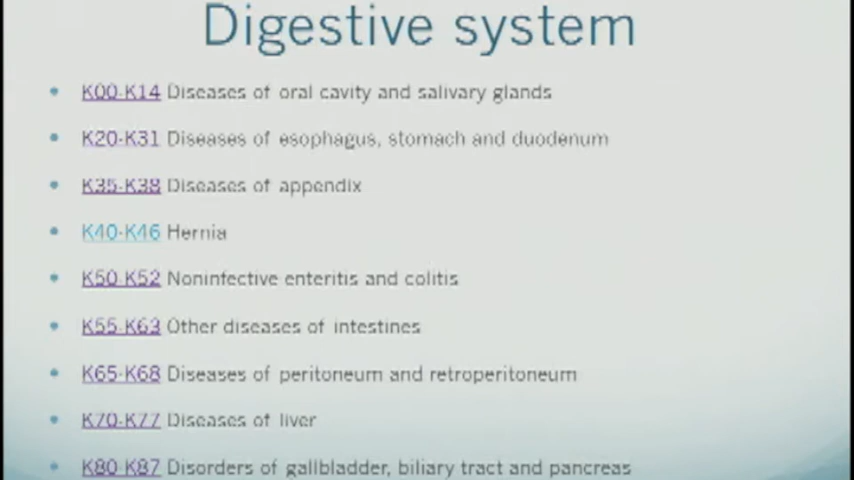 Digestive system
• K00-K14 Diseases of oral cavity and salivary glands
• K20-K31 Diseases of esophagus, stomach and duodenum
• K35-K38 Diseases of appendix
• K40-K46 Hernia
• K50-K52 Noninfective enteritis and colitis
• K55-K63 Other diseases of intestines
• K65-K68 Diseases of peritoneum and retroperitoneum
• K70-K77 Diseases of liver
• K80-K87 Disorders of gallbladder, biliary tract and pancreas